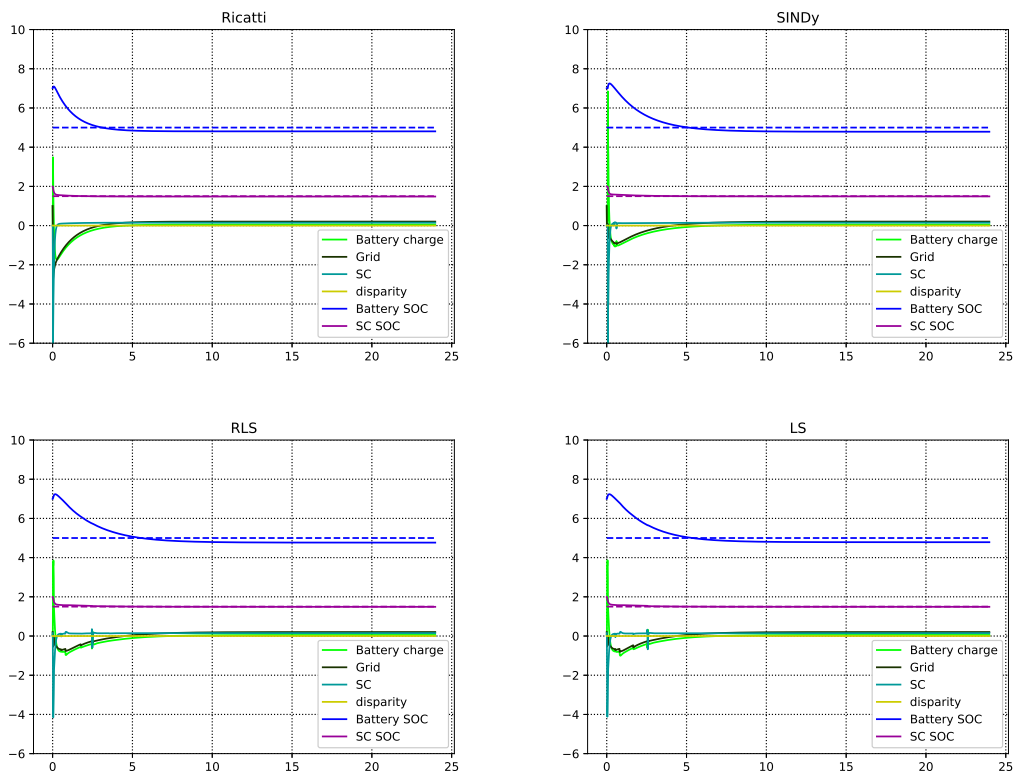 Ricatti
10
8
6
4
2
0
−2
−4
−6
0 5 10 15 20 25
Battery charge
Grid
SC
disparity
Battery SOC
SC SOC
SINDy
10
8
6
4
2
0
−2
−4
−6
0 5 10 15 20 25
Battery charge
Grid
SC
disparity
Battery SOC
SC SOC
RLS
10
8
6
4
2
0
−2
−4
−6
0 5 10 15 20 25
Battery charge
Grid
SC
disparity
Battery SOC
SC SOC
LS
10
8
6
4
2
0
−2
−4
−6
0 5 10 15 20 25
Battery charge
Grid
SC
disparity
Battery SOC
SC SOC